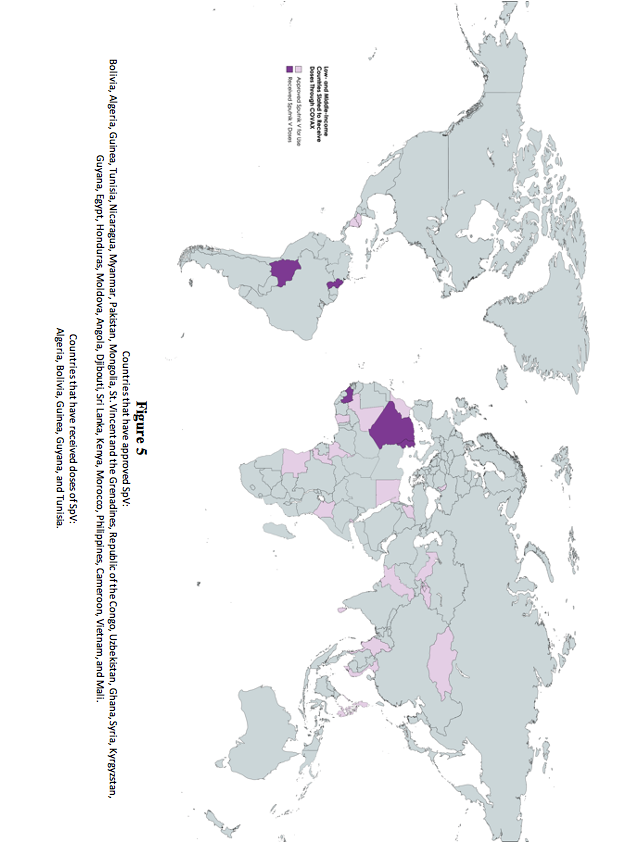 Low- and Middle-Income
Countries Slated to Receive
Doses Through COVAX
Approved Sputnik V for Use
Received Sputnik V Doses
Figure 5
Countries that have approved SpV:
Bolivia, Algeria, Guinea, Tunisia, Nicaragua, Myanmar, Pakistan, Mongolia, St. Vincent and the Grenadines, Republic of the Congo, Uzbekistan, Ghana, Syria, Kyrgyzstan,
Guyana, Egypt, Honduras, Moldova, Angola, Djibouti, Sri Lanka, Kenya, Morocco, Philippines, Cameroon, Vietnam, and Mali.
Countries that have received doses of SpV:
Algeria, Bolivia, Guinea, Guyana, and Tunisia.